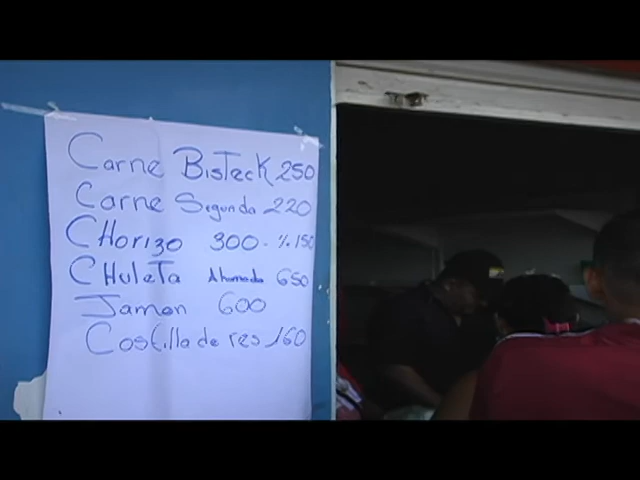 Carne BisTeck 250
Carne Segunda 220
CHorizo 300 - ½ 150
CHuleTa Ahumada 650
Jamon 600
Costilla de res 160